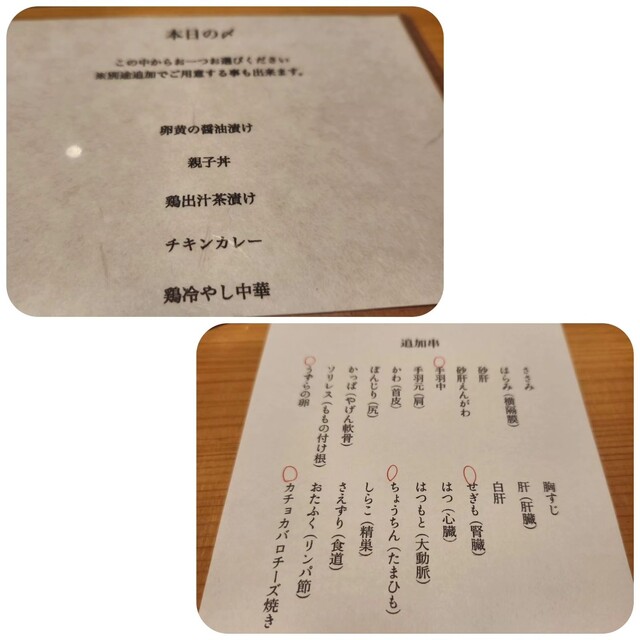 本日の〆
この中からお一つお選びください
※別途追加でご用意する事も出来ます。
卵黄の醤油漬け
親子丼
鶏出汁茶漬け
チキンカレー
鶏冷やし中華
追加串
ささみ
はらみ(横隔膜)
砂肝
砂肝えんがわ
手羽中
手羽元(肩)
かわ(首皮)
ぼんじり(尻)
かっぱ(やげん軟骨)
ソリレス(ももの付け根)
うずらの卵
胸すじ
肝(肝臓)
白肝
せぎも(腎臓)
はつ(心臓)
はつもと(大動脈)
ちょうちん(たまひも)
しらこ(精巣)
さえずり(食道)
おたふく(リンパ節)
カチョカバロチーズ焼き